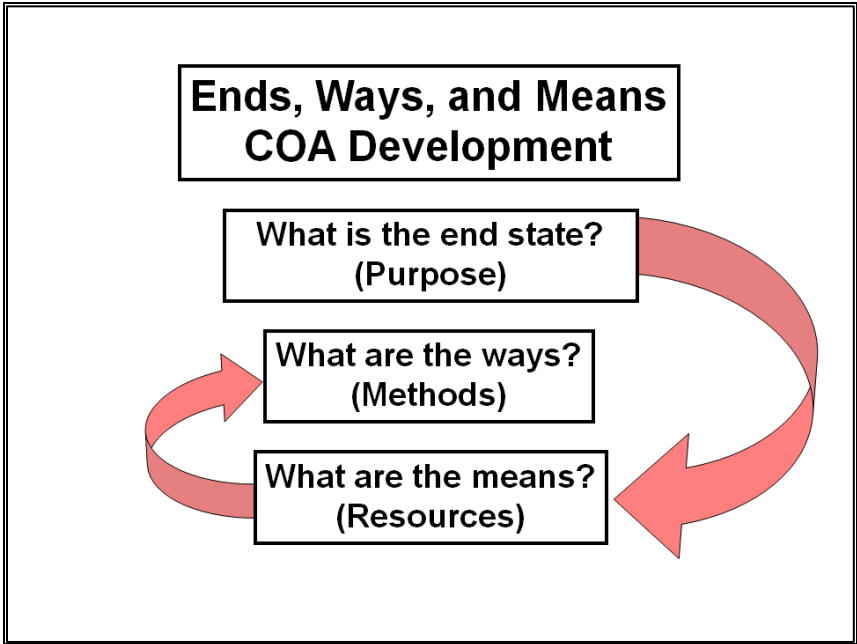 Ends, Ways, and Means
COA Development
What is the end state?
(Purpose)
What are the ways?
(Methods)
What are the means?
(Resources)